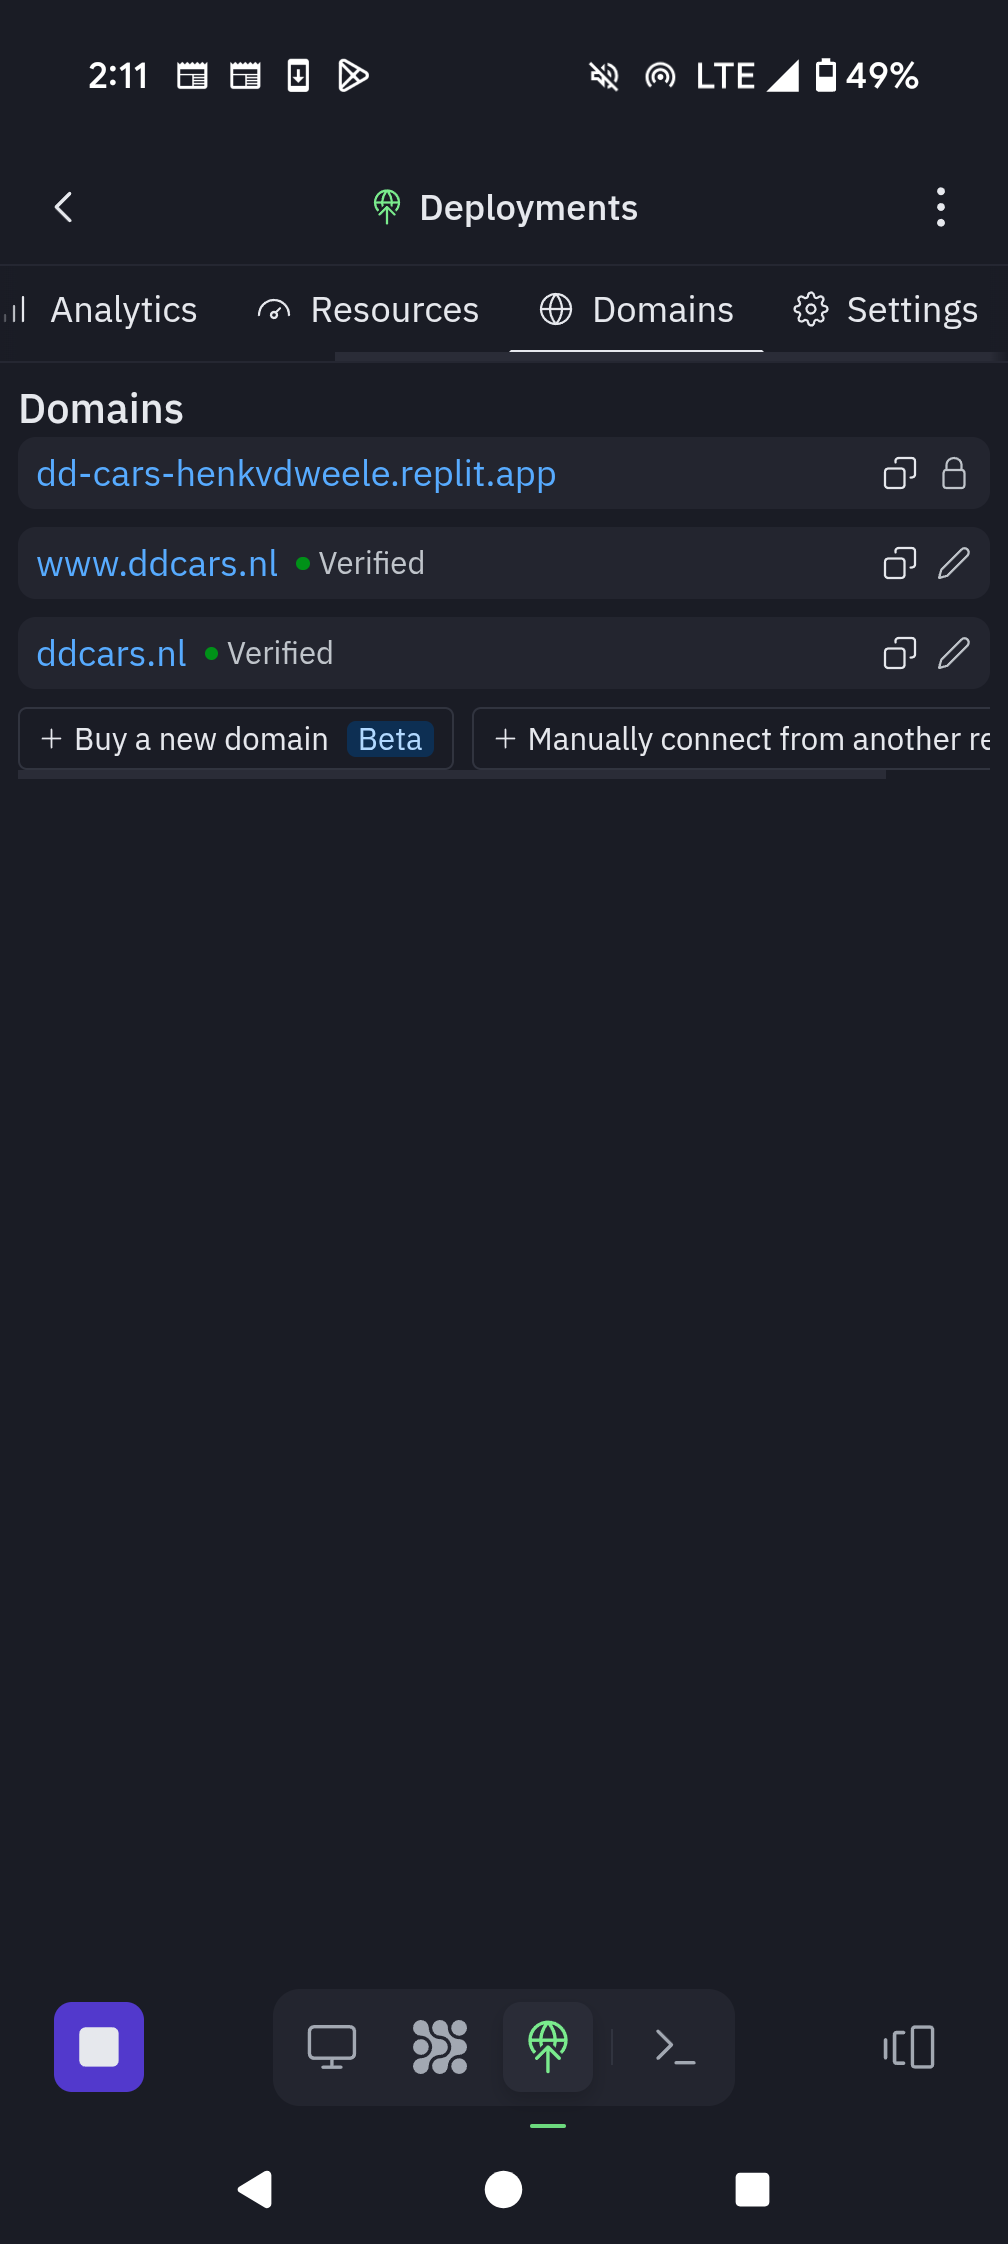 2:11 LTE 49%
Deployments
Analytics Resources Domains Settings
Domains
dd-cars-henkvdweele.replit.app
www.ddcars.nl Verified
ddcars.nl Verified
Buy a new domain Beta Manually connect from another re